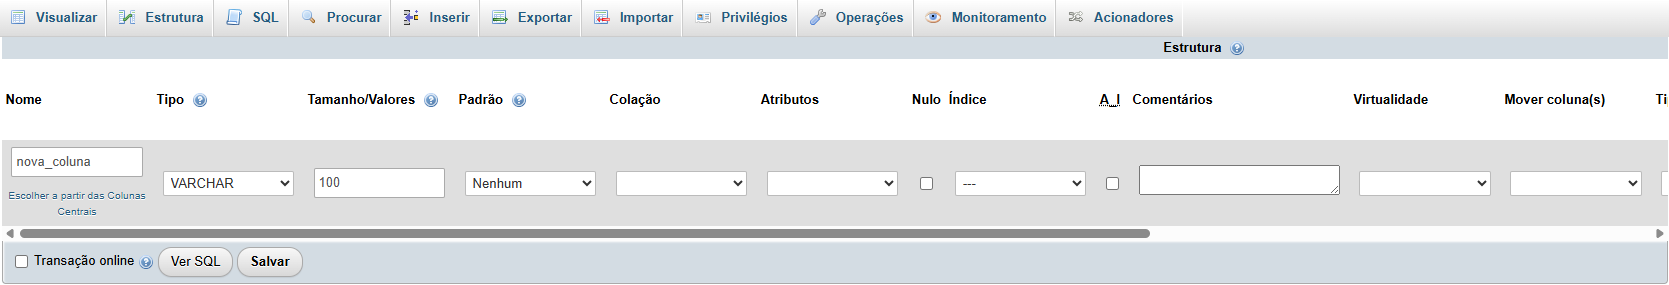 Visualizar Estrutura SQL Procurar Inserir Exportar Importar Privilégios Operações Monitoramento Acionadores
Estrutura
Nome Tipo Tamanho/Valores Padrão Colação Atributos Nulo Índice A_I Comentários Virtualidade Mover coluna(s)
nova_coluna
VARCHAR 100 Nenhum ---
Escolher a partir das Colunas
Centrais
Transação online Ver SQL Salvar